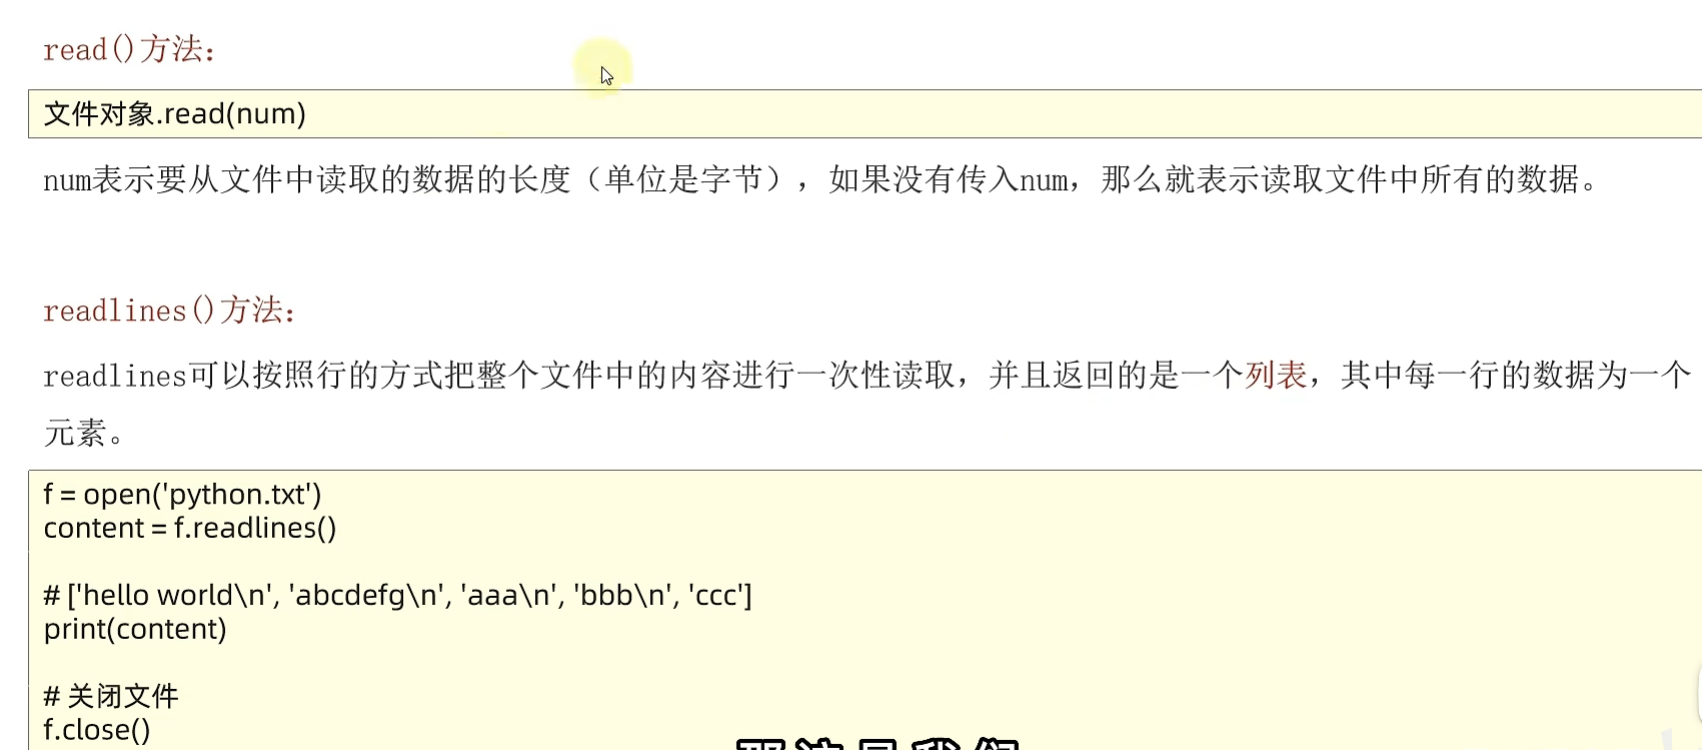 read()方法：
文件对象.read(num)
num表示要从文件中读取的数据的长度（单位是字节），如果没有传入num，那么就表示读取文件中所有的数据。
readlines()方法：
readlines可以按照行的方式把整个文件中的内容进行一次性读取，并且返回的是一个列表，其中每一行的数据为一个
元素。
f = open('python.txt')
content = f.readlines()
# ['hello world\n', 'abcdefg\n', 'aaa\n', 'bbb\n', 'ccc']
print(content)
# 关闭文件
f.close()